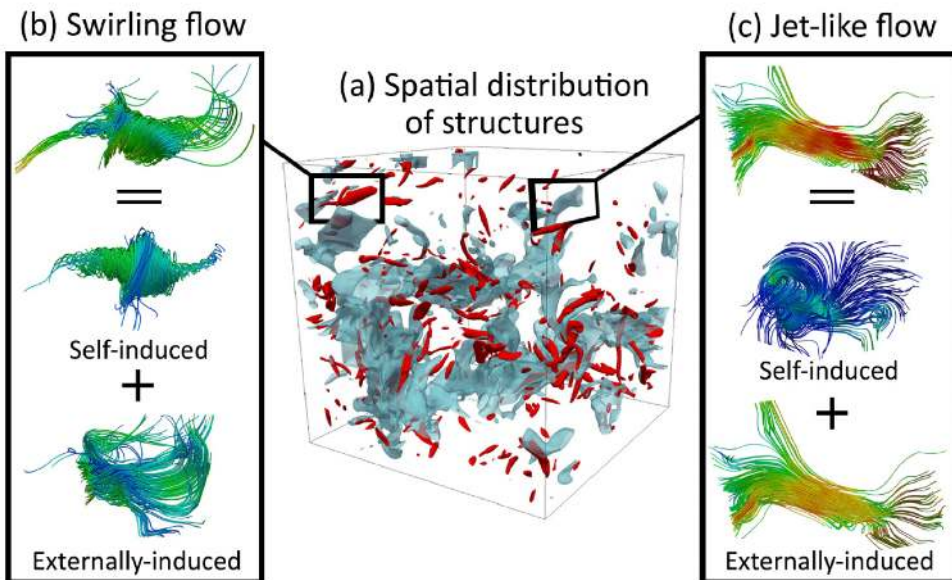 (b) Swirling flow
=
Self-induced
+
Externally-induced
(a) Spatial distribution
of structures
(c) Jet-like flow
=
Self-induced
+
Externally-induced